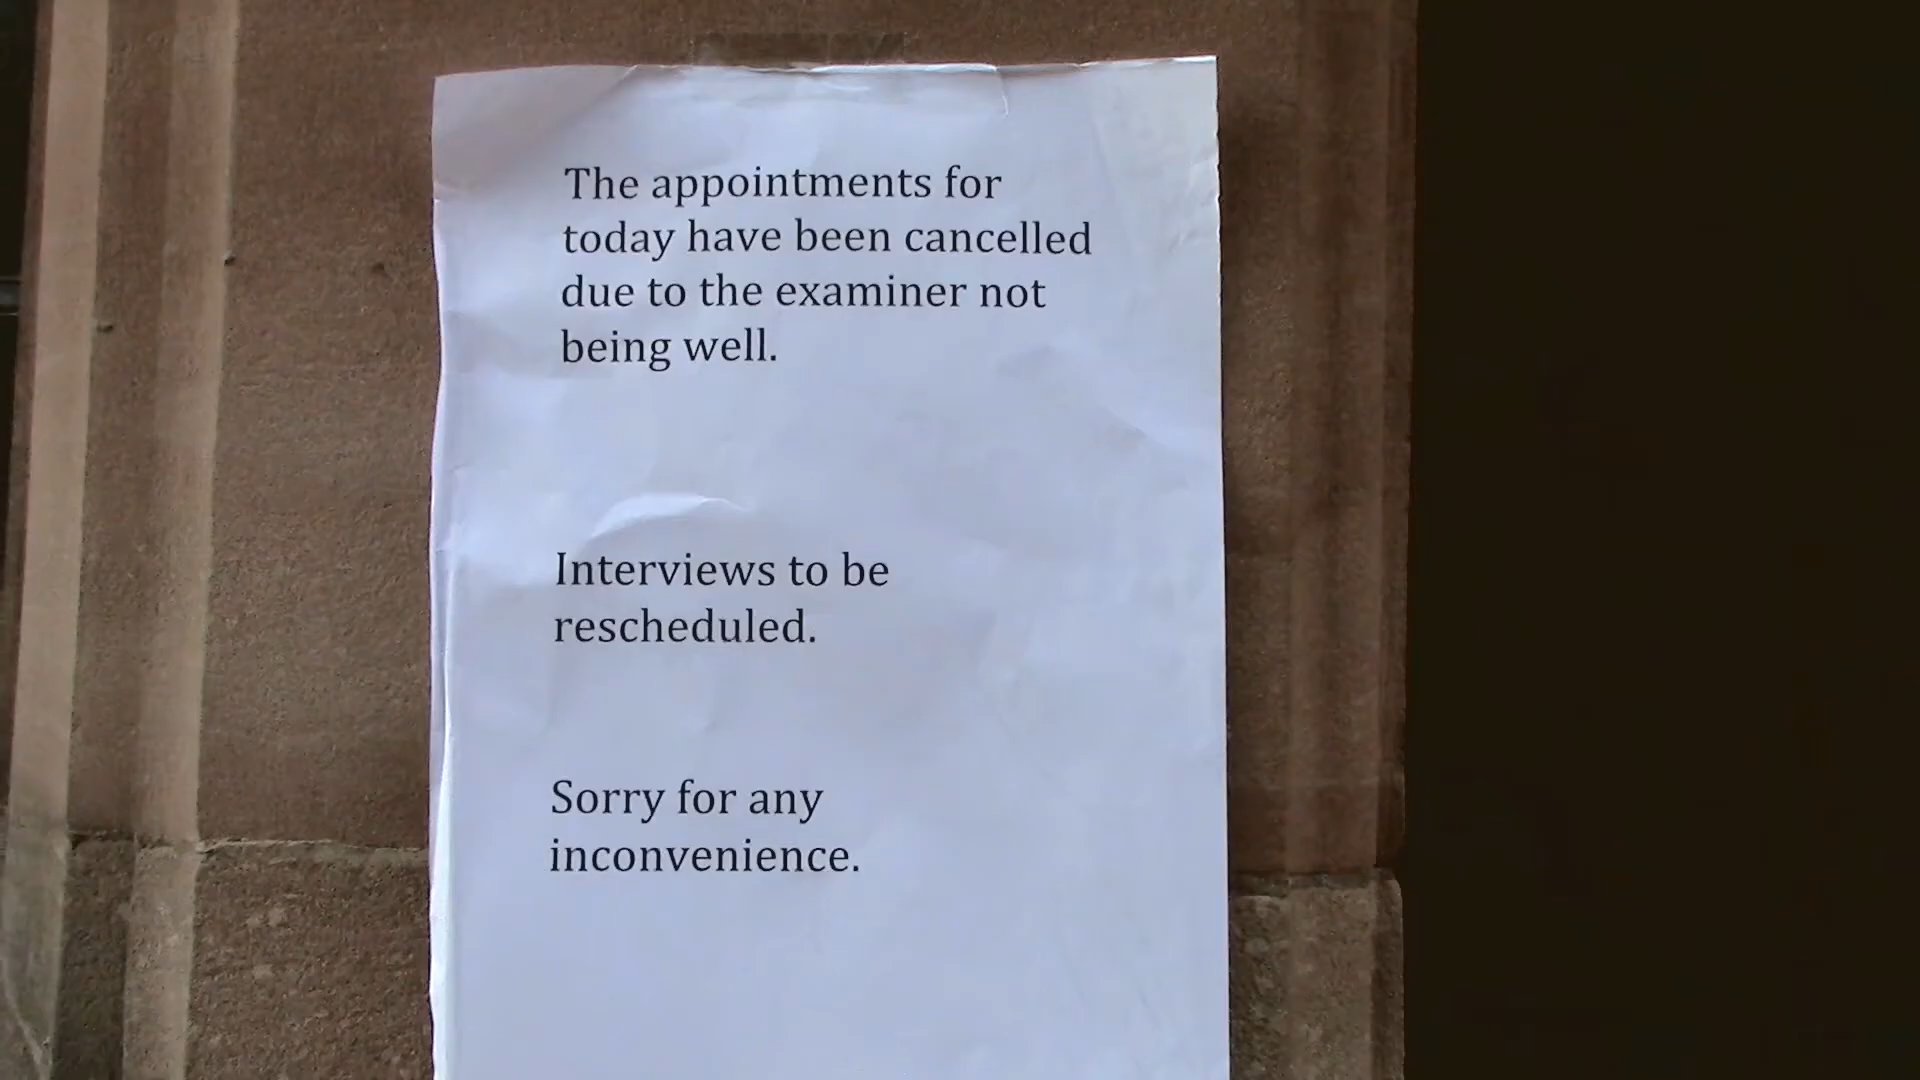 The appointments for
today have been cancelled
due to the examiner not
being well.
Interviews to be
rescheduled.
Sorry for any
inconvenience.